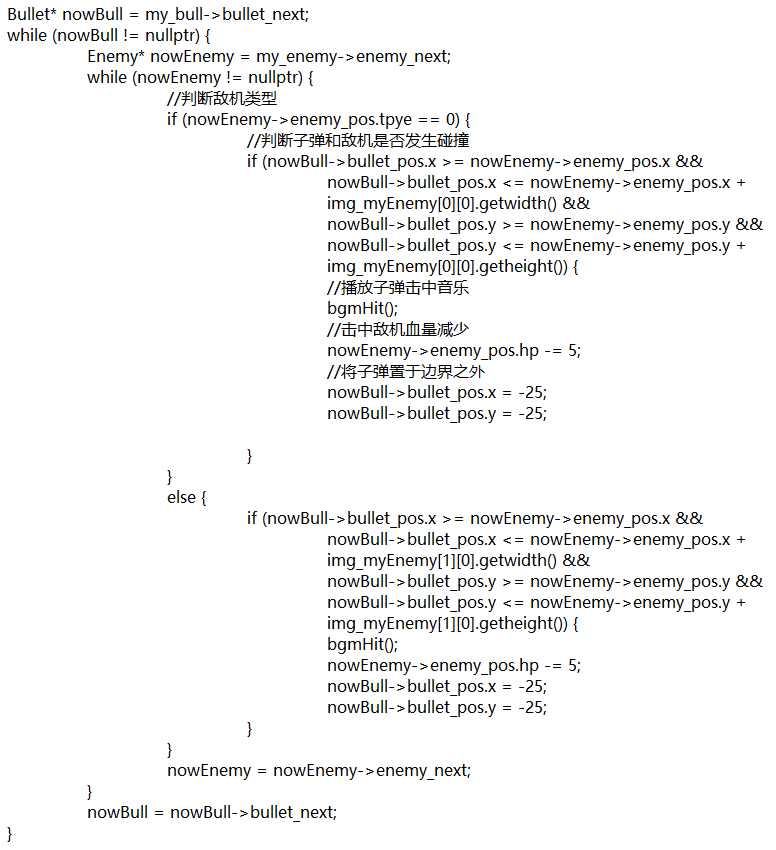 Bullet* nowBull = my_bull->bullet_next;
while (nowBull != nullptr) {
Enemy* nowEnemy = my_enemy->enemy_next;
while (nowEnemy != nullptr) {
//判断敌机类型
if (nowEnemy->enemy_pos.tpye == 0) {
//判断子弹和敌机是否发生碰撞
if (nowBull->bullet_pos.x >= nowEnemy->enemy_pos.x &&
nowBull->bullet_pos.x <= nowEnemy->enemy_pos.x +
img_myEnemy[0][0].getwidth() &&
nowBull->bullet_pos.y >= nowEnemy->enemy_pos.y &&
nowBull->bullet_pos.y <= nowEnemy->enemy_pos.y +
img_myEnemy[0][0].getheight()) {
//播放子弹击中音乐
bgmHit();
//击中敌机血量减少
nowEnemy->enemy_pos.hp -= 5;
//将子弹置于边界之外
nowBull->bullet_pos.x = -25;
nowBull->bullet_pos.y = -25;
}
}
else {
if (nowBull->bullet_pos.x >= nowEnemy->enemy_pos.x &&
nowBull->bullet_pos.x <= nowEnemy->enemy_pos.x +
img_myEnemy[1][0].getwidth() &&
nowBull->bullet_pos.y >= nowEnemy->enemy_pos.y &&
nowBull->bullet_pos.y <= nowEnemy->enemy_pos.y +
img_myEnemy[1][0].getheight()) {
bgmHit();
nowEnemy->enemy_pos.hp -= 5;
nowBull->bullet_pos.x = -25;
nowBull->bullet_pos.y = -25;
}
}
nowEnemy = nowEnemy->enemy_next;
}
nowBull = nowBull->bullet_next;
}